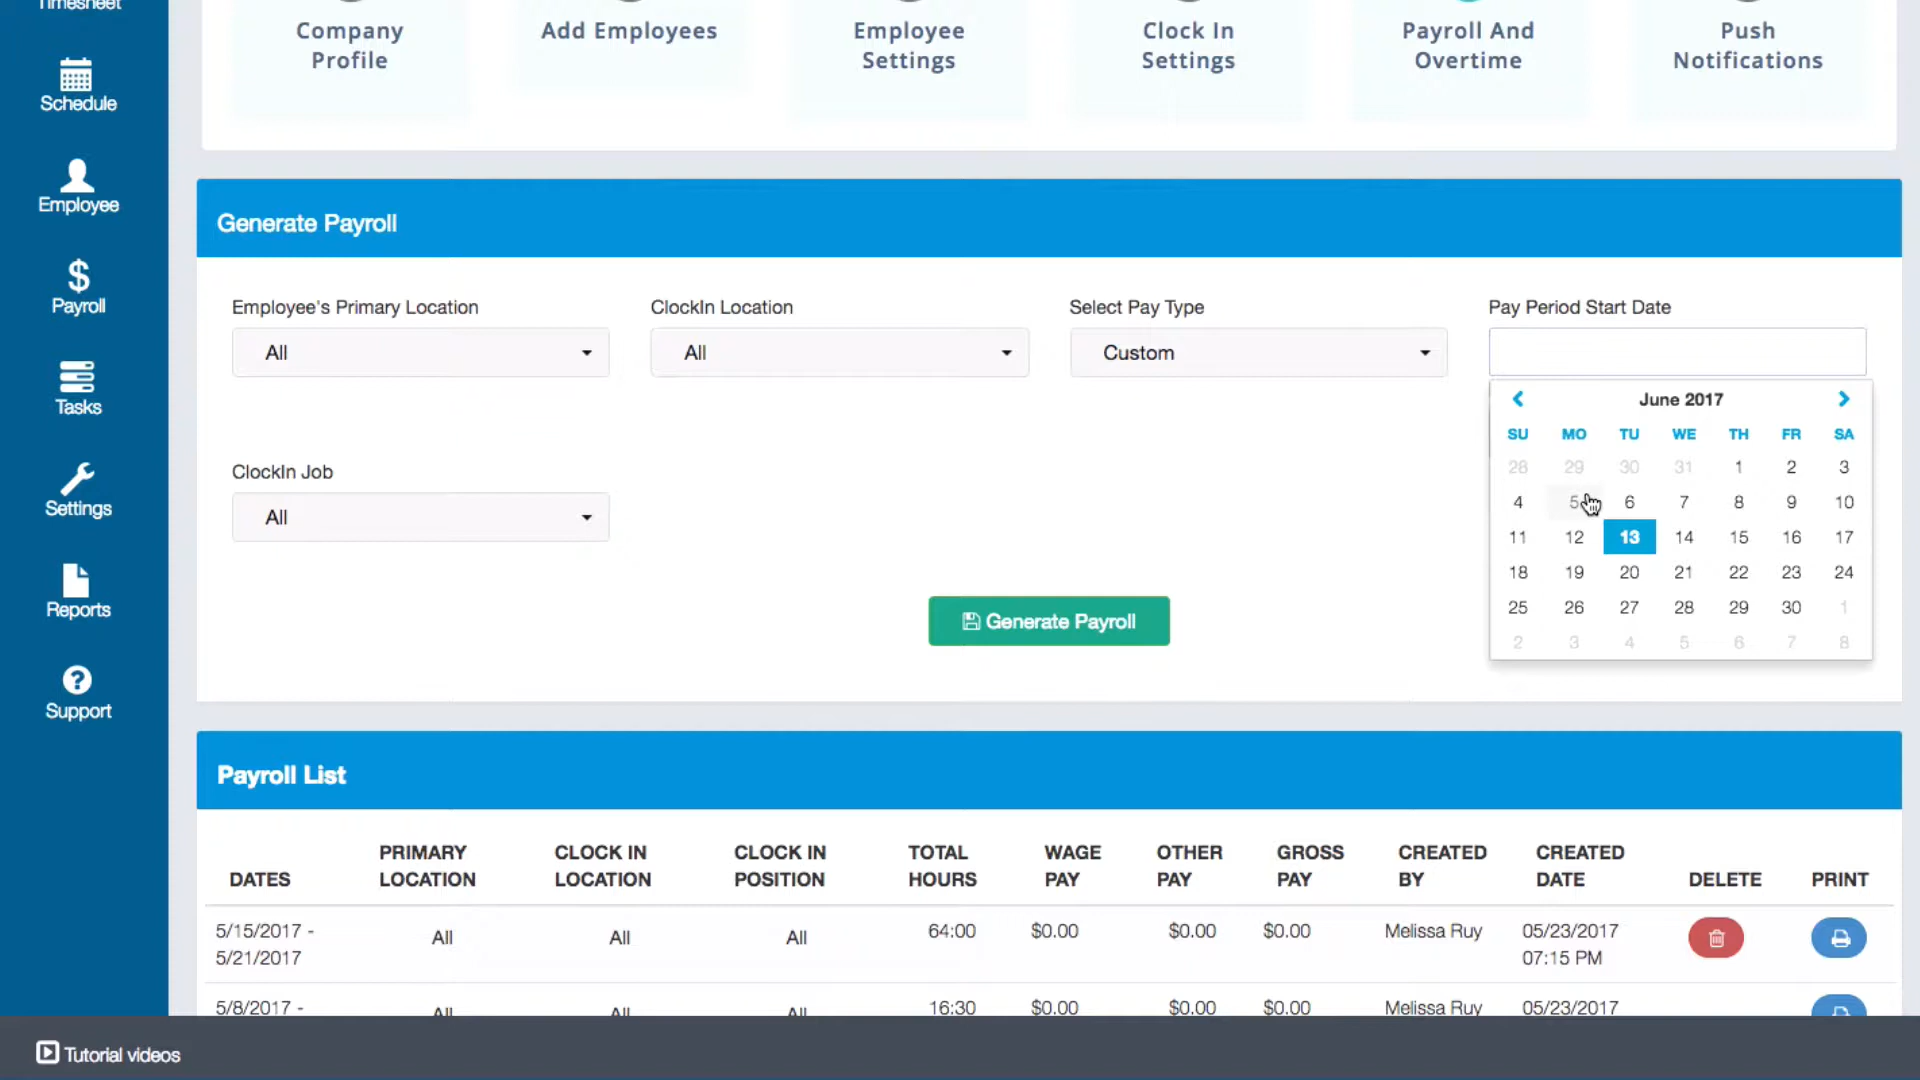 Timesheet
Schedule
Employee
$
Payroll
Tasks
Settings
Reports
?
Support
Company
Profile
Add Employees
Employee
Settings
Clock In
Settings
Payroll And
Overtime
Push
Notifications
Generate Payroll
Employee's Primary Location
All
ClockIn Location
All
Select Pay Type
Custom
Pay Period Start Date
June 2017
SU MO TU WE TH FR SA
28 29 30 31 1 2 3
4 5 6 7 8 9 10
11 12 13 14 15 16 17
18 19 20 21 22 23 24
25 26 27 28 29 30 1
2 3 4 5 6 7 8
ClockIn Job
All
Generate Payroll
Payroll List
DATES PRIMARY LOCATION CLOCK IN LOCATION CLOCK IN POSITION TOTAL HOURS WAGE PAY OTHER PAY GROSS PAY CREATED BY CREATED DATE DELETE PRINT
5/15/2017 - All All All 64:00 $0.00 $0.00 $0.00 Melissa Ruy 05/23/2017
5/21/2017 07:15 PM
5/8/2017 - All All All 16:30 $0.00 $0.00 $0.00 Melissa Ruy 05/23/2017
Tutorial videos